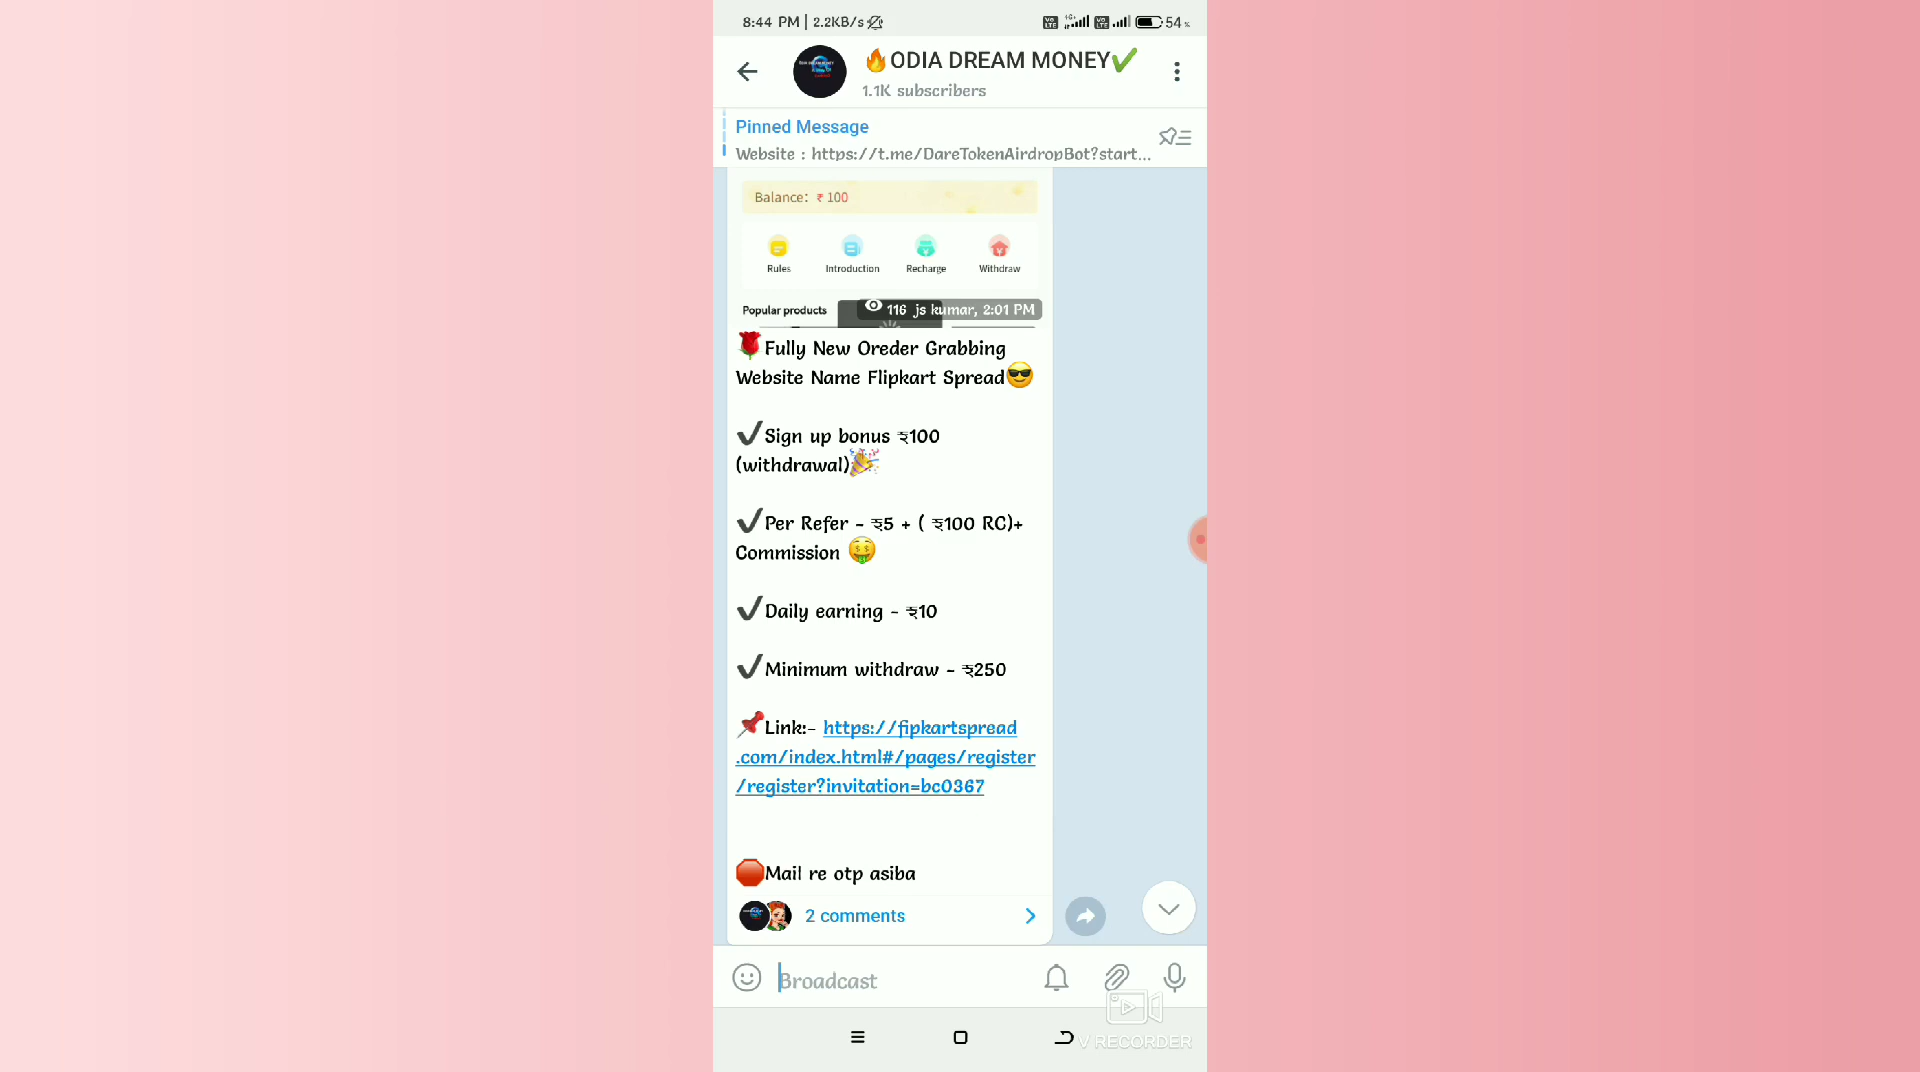 8:44 PM | 2.2KB/s
54
🔥ODIA DREAM MONEY✔
1.1K subscribers
Pinned Message
Website : https://t.me/DareTokenAirdropBot?start...
Balance: ₹ 100
Rules Introduction Recharge Withdraw
Popular products
116 js kumar, 2:01 PM
🌹Fully New Oreder Grabbing
Website Name Flipkart Spread😎
✔Sign up bonus ₹100
(withdrawal)🎉
✔Per Refer - ₹5 + ( ₹100 RC)+
Commission 🤑
✔Daily earning - ₹10
✔Minimum withdraw - ₹250
📌Link:- https://fipkartspread
.com/index.html#/pages/register
/register?invitation=bc0367
🛑Mail re otp asiba
2 comments
Broadcast
V RECORDER